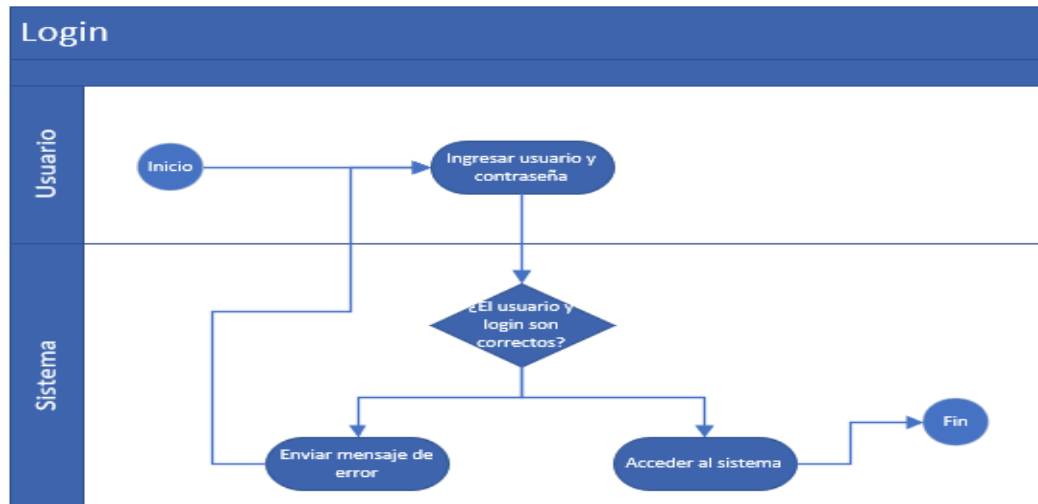 Login
Usuario
Inicio
Ingresar usuario y
contraseña
Sistema
¿El usuario y
login son
correctos?
Enviar mensaje de
error
Acceder al sistema
Fin